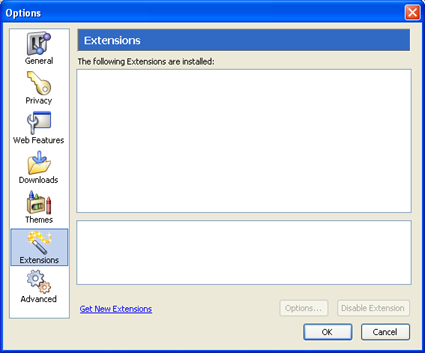 Options
General
Privacy
Web Features
Downloads
Themes
Extensions
Advanced
Extensions
The following Extensions are installed:
Get New Extensions
Options...
Disable Extension
OK
Cancel